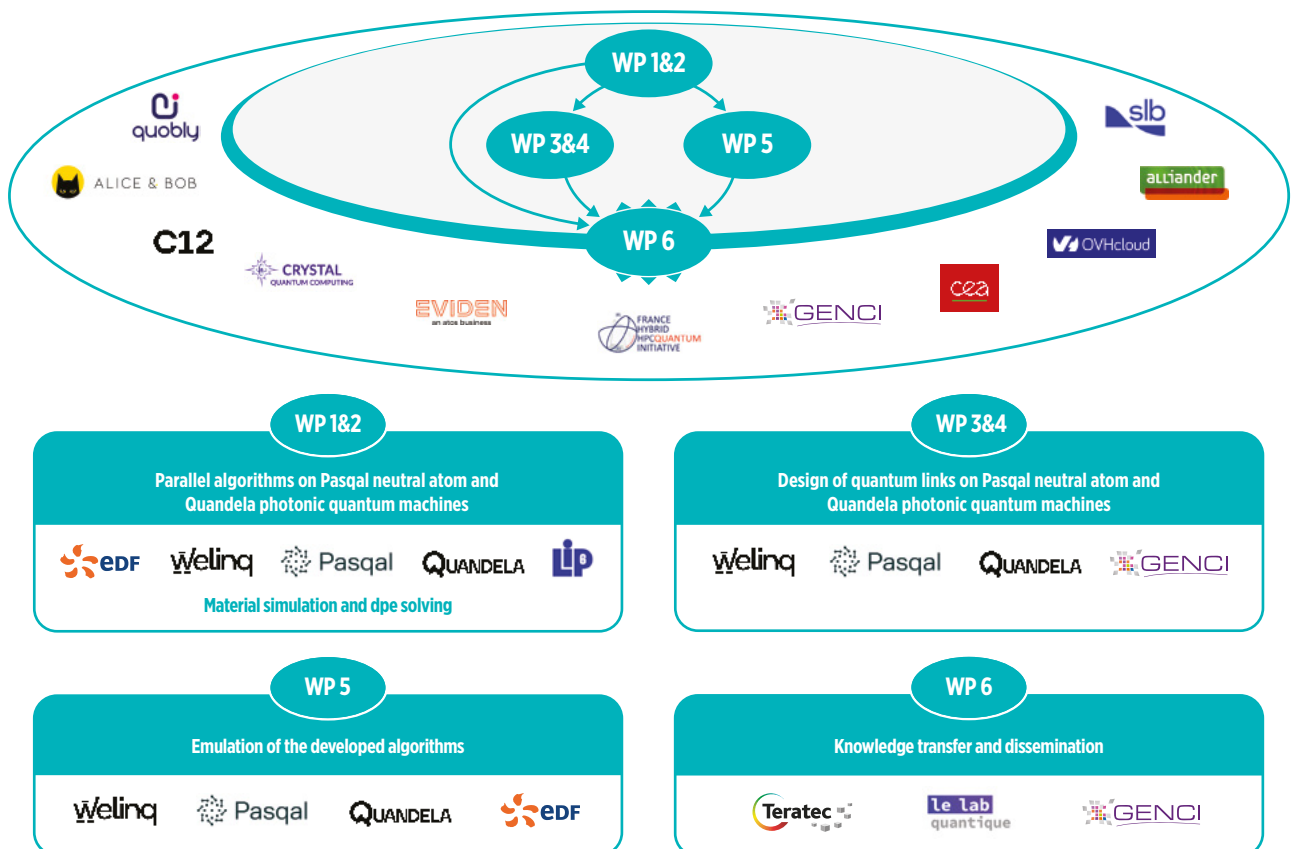 WP 1&2
WP 3&4
WP 5
WP 6
quobly
ALICE & BOB
C12
CRYSTAL
QUANTUM COMPUTING
EVIDEN
an atos business
FRANCE
HYBRID
HPCQUANTUM
INITIATIVE
GENCI
cea
OVHcloud
alliander
slb
WP 1&2
Parallel algorithms on Pasqal neutral atom and
Quandela photonic quantum machines
eDF Welinq Pasqal QUANDELA LIP6
Material simulation and dpe solving
WP 3&4
Design of quantum links on Pasqal neutral atom and
Quandela photonic quantum machines
Welinq Pasqal QUANDELA GENCI
WP 5
Emulation of the developed algorithms
Welinq Pasqal QUANDELA eDF
WP 6
Knowledge transfer and dissemination
Teratec le lab quantique GENCI